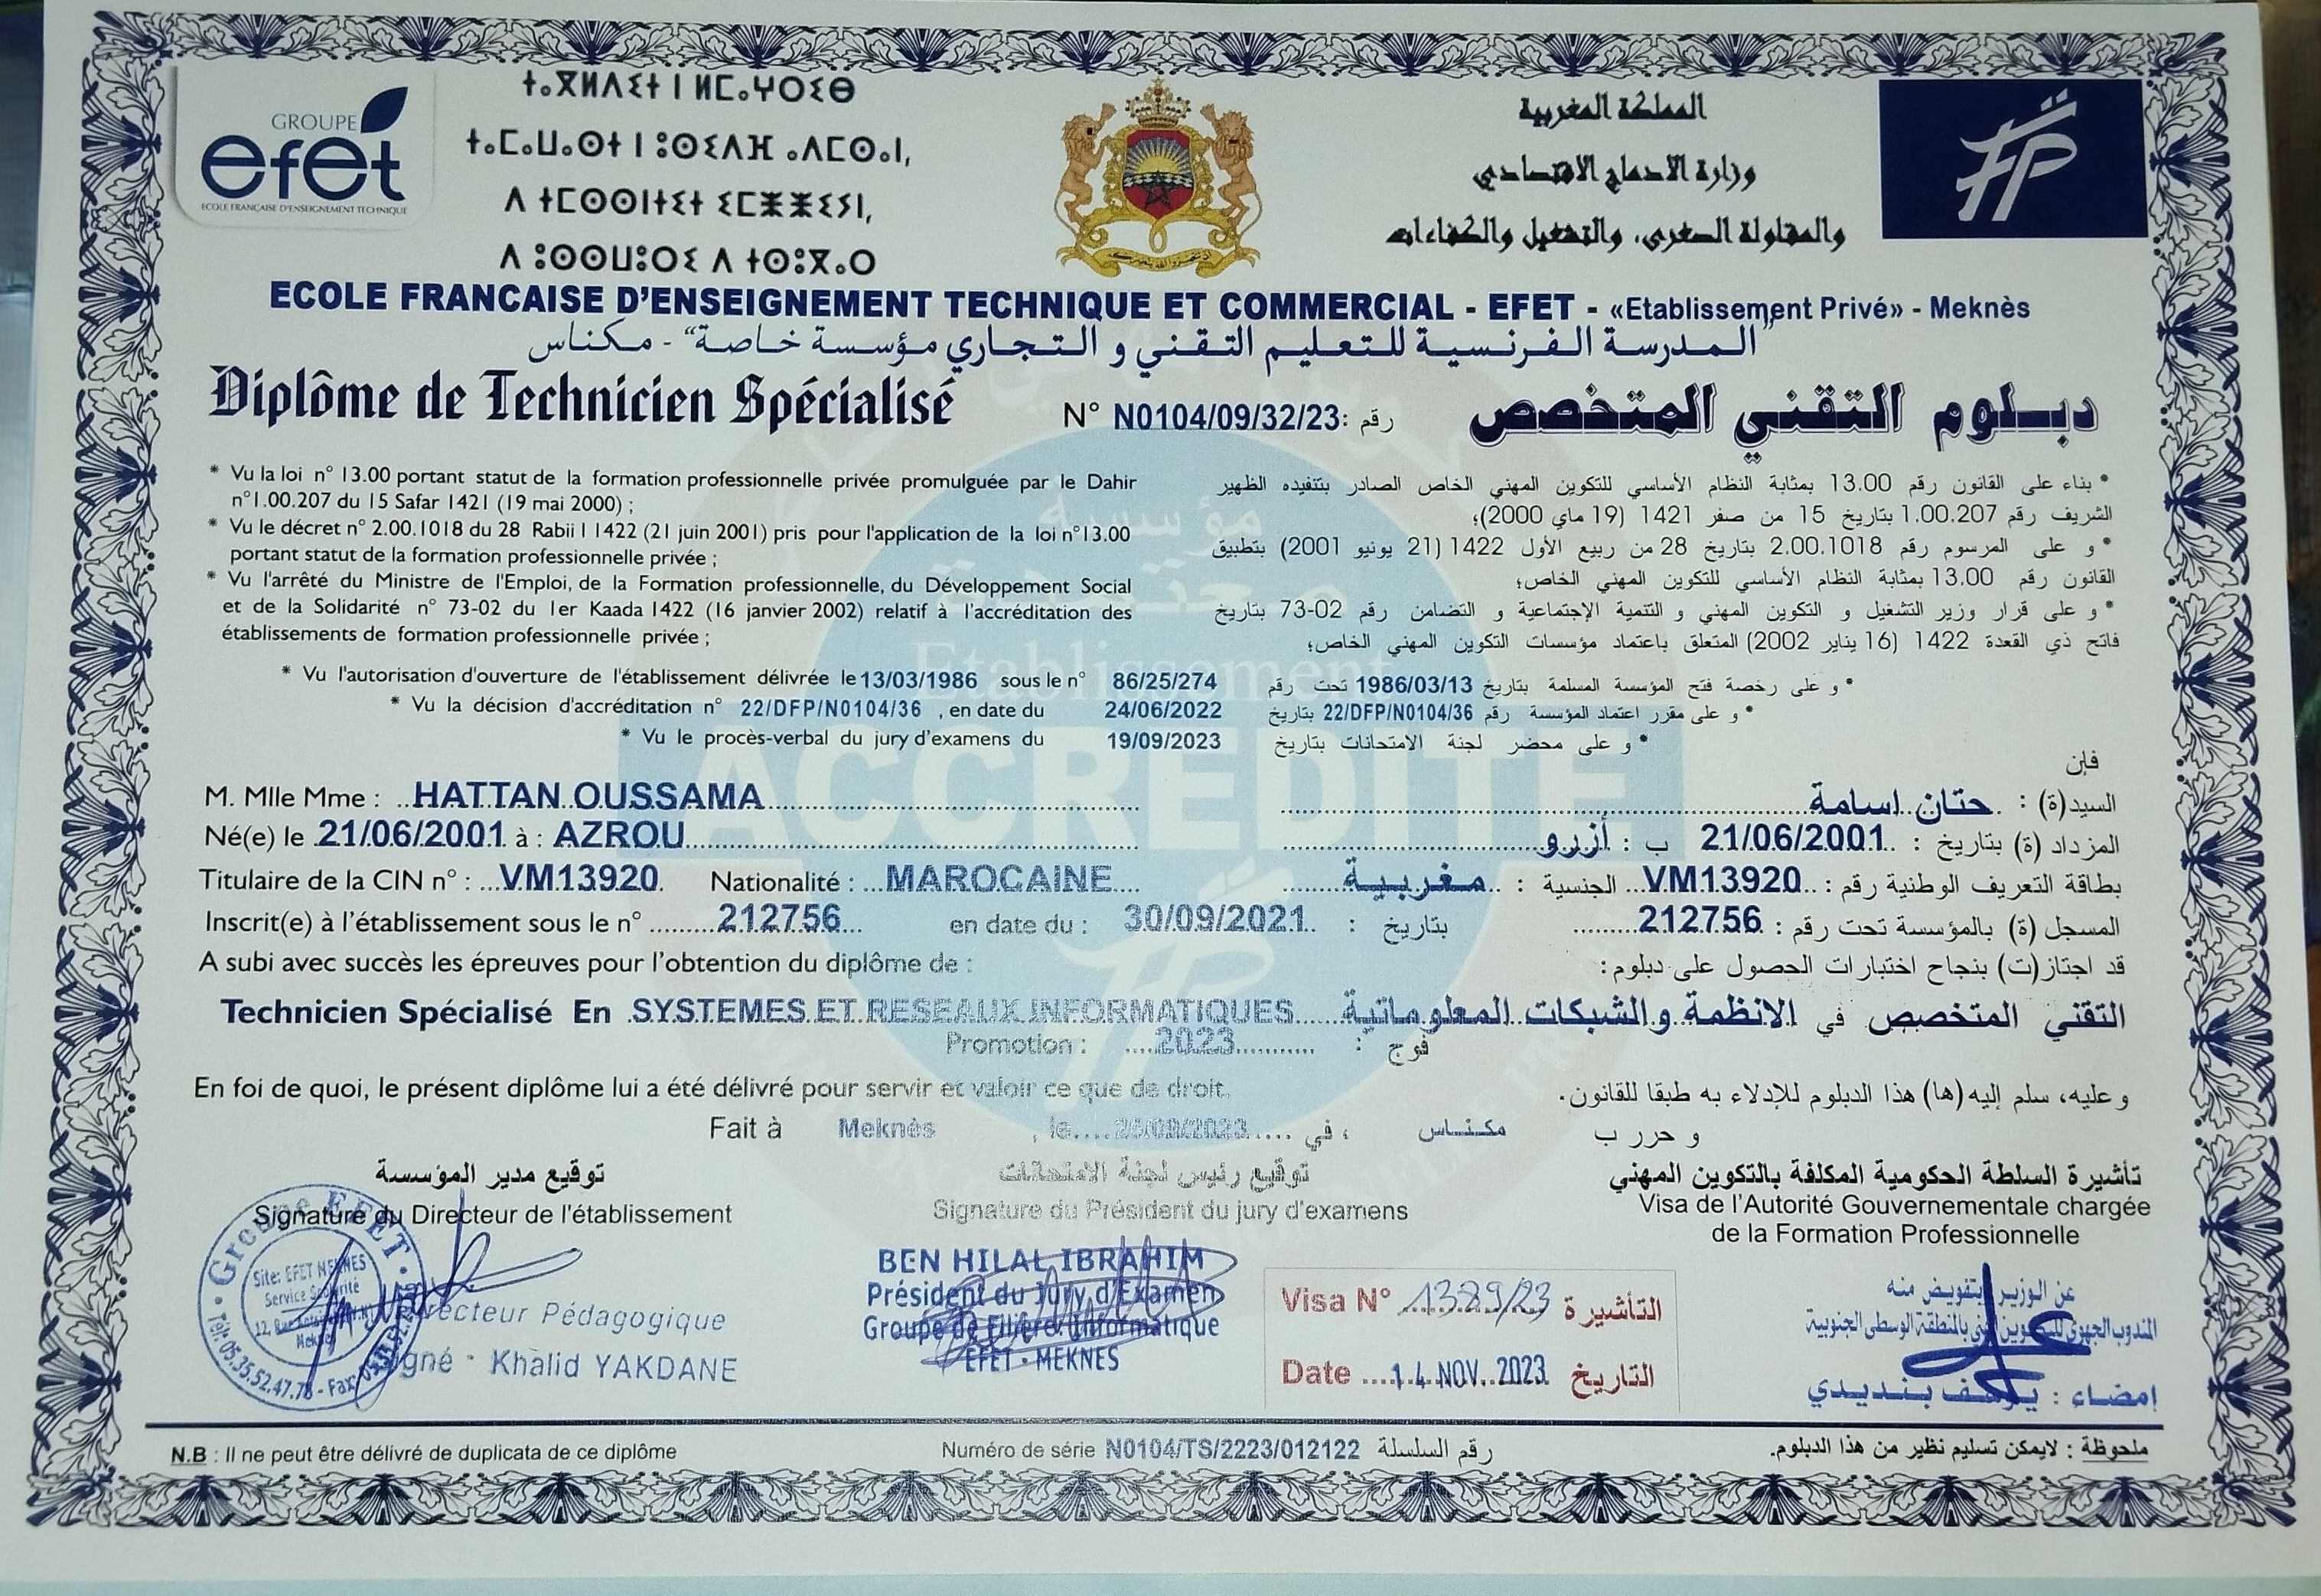 GROUPE
efet
ECOLE FRANÇAISE D'ENSEIGNEMENT TECHNIQUE
ⵜⴰⴳⵍⴷⵉⵜ ⵏ ⵍⵎⴰⵖⵔⵉⴱ
ⵜⴰⵎⴰⵡⴰⵙⵜ ⵏ ⵓⵙⵉⴷⴼ ⴰⴷⵎⵙⴰⵏ,
ⴷ ⵜⵎⵙⵙⵏⵜⵉⵜ ⵉⵎⵥⵥⵉⵢⵏ,
ⴷ ⵓⵙⵙⵡⵓⵔⵉ ⴷ ⵜⵙⵓⴳⴰⵔ
المملكة المغربية
وزارة الادماج الاقتصادي
والمقاولة الصغرى، والتشغيل والكفاءات
ECOLE FRANCAISE D'ENSEIGNEMENT TECHNIQUE ET COMMERCIAL - EFET - «Etablissement Privé» - Meknès
المدرسة الفرنسية للتعليم التقني و التجاري مؤسسة خاصة“ - مكناس”
Diplôme de Technicien Spécialisé
N° N0104/09/32/23: رقم
دبلوم التقني المتخصص
* Vu la loi n° 13.00 portant statut de la formation professionnelle privée promulguée par le Dahir
n°1.00.207 du 15 Safar 1421 (19 mai 2000) ;
* Vu le décret n° 2.00.1018 du 28 Rabii I 1422 (21 juin 2001) pris pour l'application de la loi n°13.00
portant statut de la formation professionnelle privée ;
* Vu l'arrêté du Ministre de l'Emploi, de la Formation professionnelle, du Développement Social
et de la Solidarité n° 73-02 du 1er Kaada 1422 (16 janvier 2002) relatif à l'accréditation des
établissements de formation professionnelle privée ;
* بناء على القانون رقم 13.00 بمثابة النظام الأساسي للتكوين المهني الخاص الصادر بتنفيده الظهير
الشريف رقم 1.00.207 بتاريخ 15 من صفر 1421 (19 ماي 2000)؛
* و على المرسوم رقم 2.00.1018 بتاريخ 28 من ربيع الأول 1422 (21 يونيو 2001) بتطبيق
القانون رقم 13.00 بمثابة النظام الأساسي للتكوين المهني الخاص؛
* و على قرار وزير التشغيل و التكوين المهني و التنمية الإجتماعية و التضامن رقم 73-02 بتاريخ
فاتح ذي القعدة 1422 (16 يناير 2002) المتعلق باعتماد مؤسسات التكوين المهني الخاص؛
* Vu l'autorisation d'ouverture de l'établissement délivrée le 13/03/1986 sous le n° 86/25/274
* و على رخصة فتح المؤسسة المسلمة بتاريخ 1986/03/13 تحت رقم
* Vu la décision d'accréditation n° 22/DFP/N0104/36 , en date du 24/06/2022
* و على مقرر اعتماد المؤسسة رقم 22/DFP/N0104/36 بتاريخ
* Vu le procès-verbal du jury d'examens du 19/09/2023
* و على محضر لجنة الامتحانات بتاريخ
فإن
مؤسسة
معتمدة
Etablissement
ACCREDITE
M. Mlle Mme : HATTAN OUSSAMA
السيد(ة) : حتان اسامة
Né(e) le 21/06/2001 à : AZROU
المزداد (ة) بتاريخ : 21/06/2001 ب : أزرو
Titulaire de la CIN n° : VM13920 Nationalité : MAROCAINE
بطاقة التعريف الوطنية رقم : VM13920 الجنسية : مغربية
Inscrit(e) à l'établissement sous le n° 212756 en date du : 30/09/2021
المسجل (ة) بالمؤسسة تحت رقم : 212756 بتاريخ :
A subi avec succès les épreuves pour l'obtention du diplôme de :
قد اجتاز(ت) بنجاح اختبارات الحصول على دبلوم:
Technicien Spécialisé En SYSTEMES ET RESEAUX INFORMATIQUES
التقني المتخصص في الانظمة والشبكات المعلوماتية
Promotion : 2023 فوج :
En foi de quoi, le présent diplôme lui a été délivré pour servir et valoir ce que de droit.
وعليه، سلم إليه(ها) هذا الدبلوم للإدلاء به طبقا للقانون.
Fait à Meknès , le
و حرر ب مكناس ، في
توقيع مدير المؤسسة
Signature du Directeur de l'établissement
توقيع رئيس لجنة الامتحانات
Signature du Président du jury d'examens
تأشيرة السلطة الحكومية المكلفة بالتكوين المهني
Visa de l'Autorité Gouvernementale chargée
de la Formation Professionnelle
Groupe EFET
Site: EFET MEKNES
Service Scolarité
Meknès
Directeur Pédagogique
Signé : Khalid YAKDANE
BEN HILAL IBRAHIM
Président du Jury d'Examen
Groupe de Filière: Informatique
EFET - MEKNES
Visa N° 1389/23 التأشيرة
Date 14 NOV. 2023 التاريخ
عن الوزير بتفويض منه
المندوب الجهوي للتكوين المهني بالمنطقة الوسطى الجنوبية
إمضاء : يوسف بنديدي
N.B : Il ne peut être délivré de duplicata de ce diplôme
Numéro de série N0104/TS/2223/012122 رقم السلسلة
ملحوظة : لايمكن تسليم نظير من هذا الدبلوم.